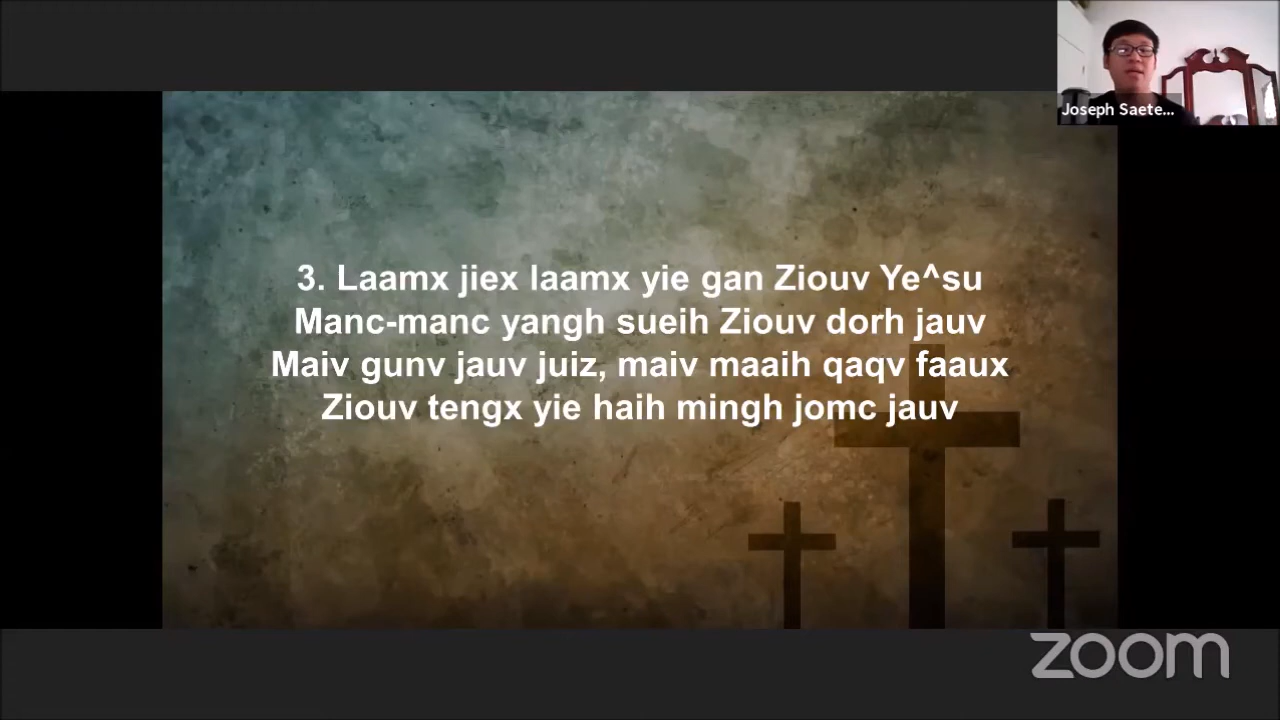 Joseph Saete...
3. Laamx jiex laamx yie gan Ziouv Ye^su
Manc-manc yangh sueih Ziouv dorh jauv
Maiv gunv jauv juiz, maiv maaih qaqv faaux
Ziouv tengx yie haih mingh jomc jauv
zoom